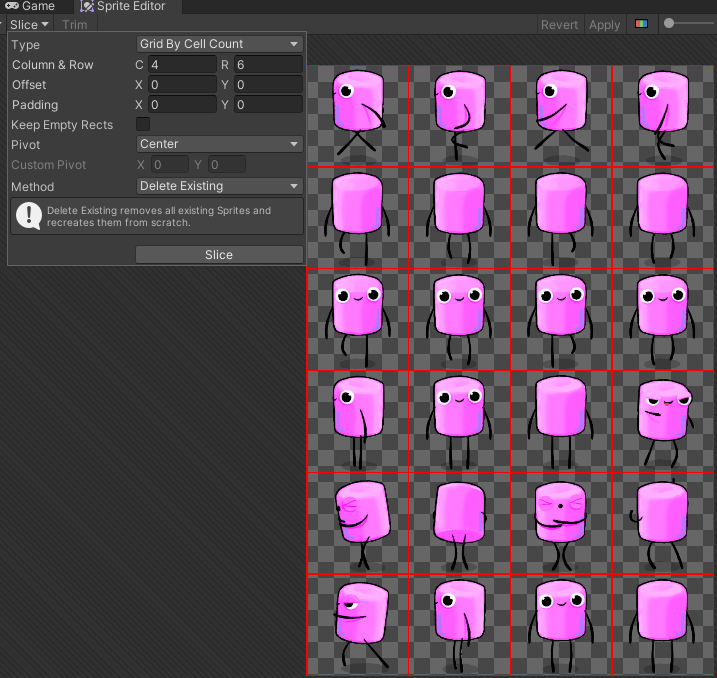 Game Sprite Editor
Slice Trim Revert Apply
Type Grid By Cell Count
Column & Row C 4 R 6
Offset X 0 Y 0
Padding X 0 Y 0
Keep Empty Rects
Pivot Center
Custom Pivot X 0 Y 0
Method Delete Existing
! Delete Existing removes all existing Sprites and
recreates them from scratch.
Slice